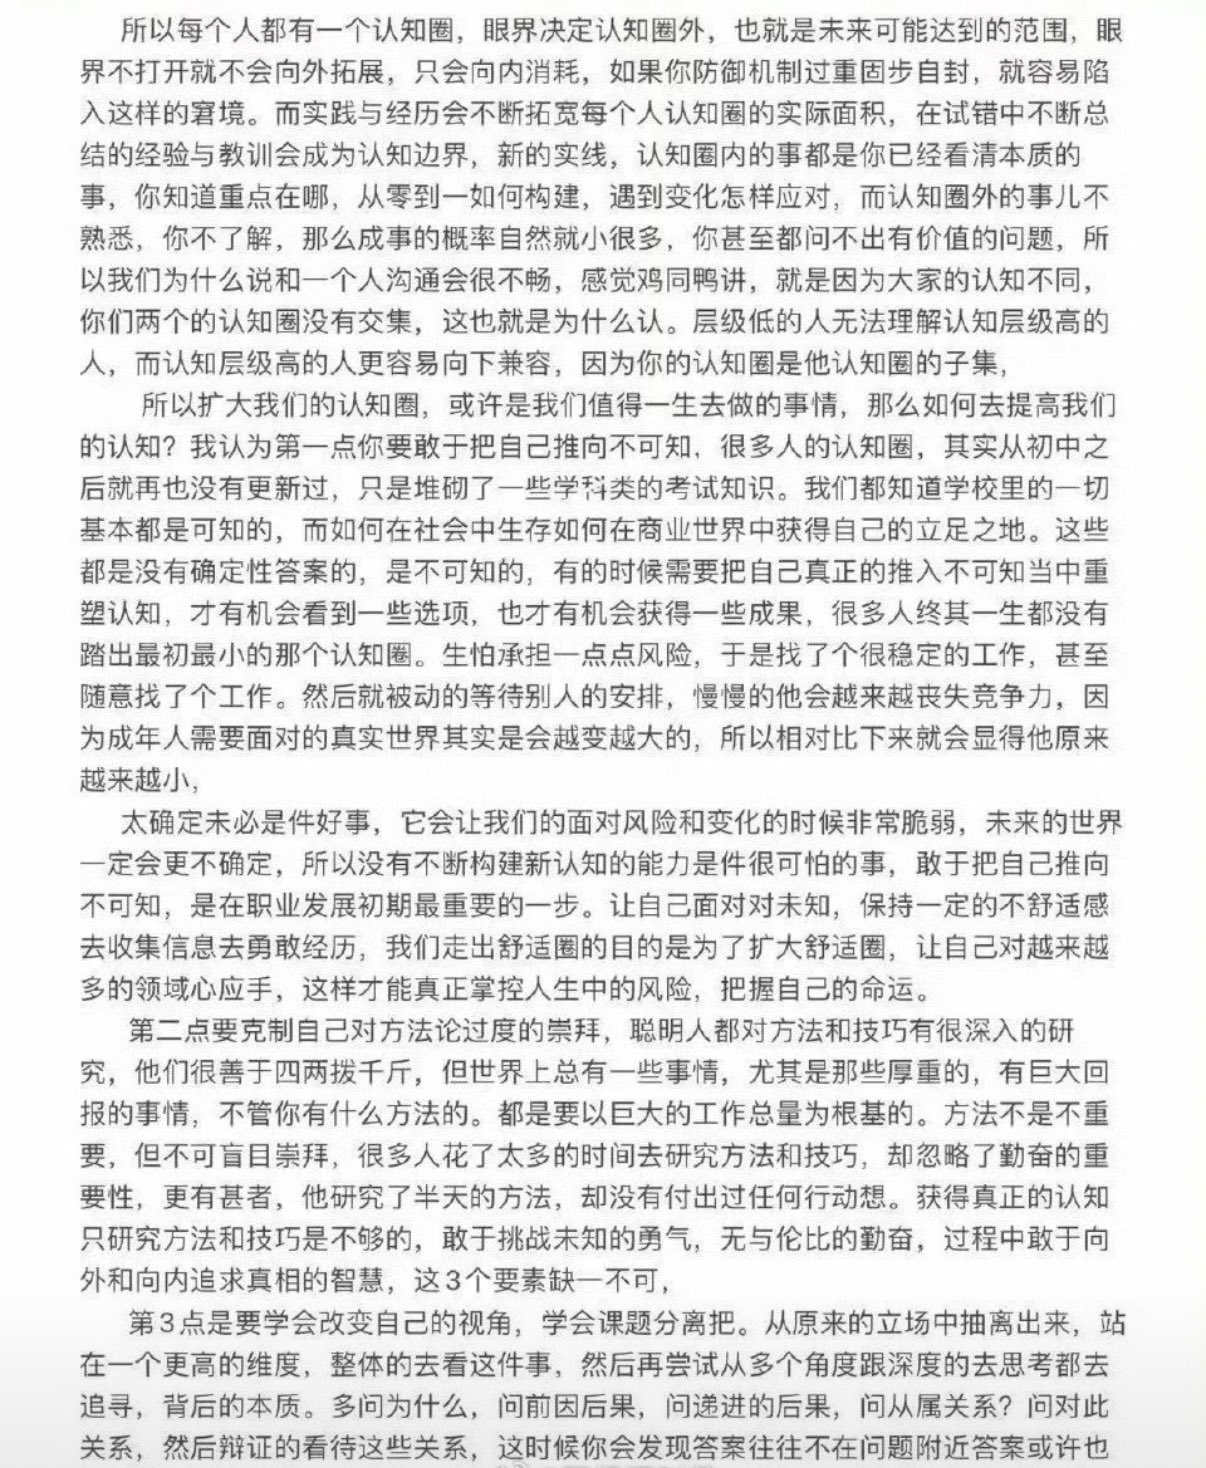 所以每个人都有一个认知圈，眼界决定认知圈外，也就是未来可能达到的范围，眼
界不打开就不会向外拓展，只会向内消耗，如果你防御机制过重固步自封，就容易陷
入这样的窘境。而实践与经历会不断拓宽每个人认知圈的实际面积，在试错中不断总
结的经验与教训会成为认知边界，新的实线，认知圈内的事都是你已经看清本质的
事，你知道重点在哪，从零到一如何构建，遇到变化怎样应对，而认知圈外的事儿不
熟悉，你不了解，那么成事的概率自然就小很多，你甚至都问不出有价值的问题，所
以我们为什么说和一个人沟通会很不畅，感觉鸡同鸭讲，就是因为大家的认知不同，
你们两个的认知圈没有交集，这也就是为什么认。层级低的人无法理解认知层级高的
人，而认知层级高的人更容易向下兼容，因为你的认知圈是他认知圈的子集，
所以扩大我们的认知圈，或许是我们值得一生去做的事情，那么如何去提高我们
的认知？我认为第一点你要敢于把自己推向不可知，很多人的认知圈，其实从初中之
后就再也没有更新过，只是堆砌了一些学科类的考试知识。我们都知道学校里的一切
基本都是可知的，而如何在社会中生存如何在商业世界中获得自己的立足之地。这些
都是没有确定性答案的，是不可知的，有的时候需要把自己真正的推入不可知当中重
塑认知，才有机会看到一些选项，也才有机会获得一些成果，很多人终其一生都没有
踏出最初最小的那个认知圈。生怕承担一点点风险，于是找了个很稳定的工作，甚至
随意找了个工作。然后就被动的等待别人的安排，慢慢的他会越来越丧失竞争力，因
为成年人需要面对的真实世界其实是会越变越大的，所以相对比下来就会显得他原来
越来越小，
太确定未必是件好事，它会让我们的面对风险和变化的时候非常脆弱，未来的世界
一定会更不确定，所以没有不断构建新认知的能力是件很可怕的事，敢于把自己推向
不可知，是在职业发展初期最重要的一步。让自己面对对未知，保持一定的不舒适感
去收集信息去勇敢经历，我们走出舒适圈的目的是为了扩大舒适圈，让自己对越来越
多的领域心应手，这样才能真正掌控人生中的风险，把握自己的命运。
第二点要克制自己对方法论过度的崇拜，聪明人都对方法和技巧有很深入的研
究，他们很善于四两拨千斤，但世界上总有一些事情，尤其是那些厚重的，有巨大回
报的事情，不管你有什么方法的。都是要以巨大的工作总量为根基的。方法不是不重
要，但不可盲目崇拜，很多人花了太多的时间去研究方法和技巧，却忽略了勤奋的重
要性，更有甚者，他研究了半天的方法，却没有付出过任何行动想。获得真正的认知
只研究方法和技巧是不够的，敢于挑战未知的勇气，无与伦比的勤奋，过程中敢于向
外和向内追求真相的智慧，这3个要素缺一不可，
第3点是要学会改变自己的视角，学会课题分离把。从原来的立场中抽离出来，站
在一个更高的维度，整体的去看这件事，然后再尝试从多个角度跟深度的去思考都去
追寻，背后的本质。多问为什么，问前因后果，问递进的后果，问从属关系？问对此
关系，然后辩证的看待这些关系，这时候你会发现答案往往不在问题附近答案或许也